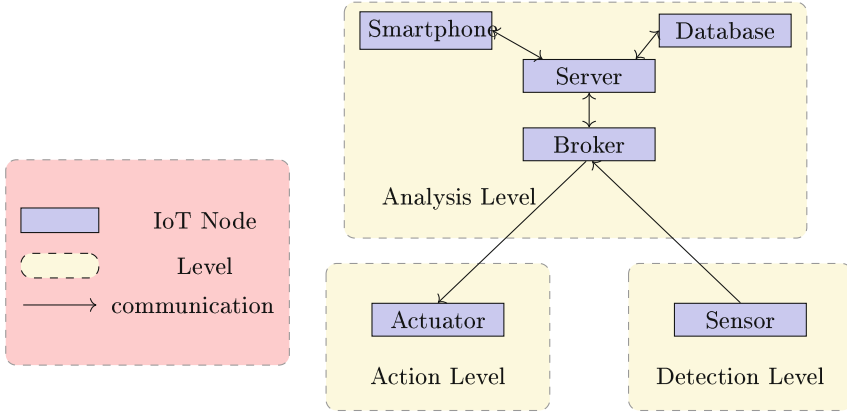 Smartphone
Database
Server
Broker
Analysis Level
IoT Node
Level
communication
Actuator
Sensor
Action Level
Detection Level